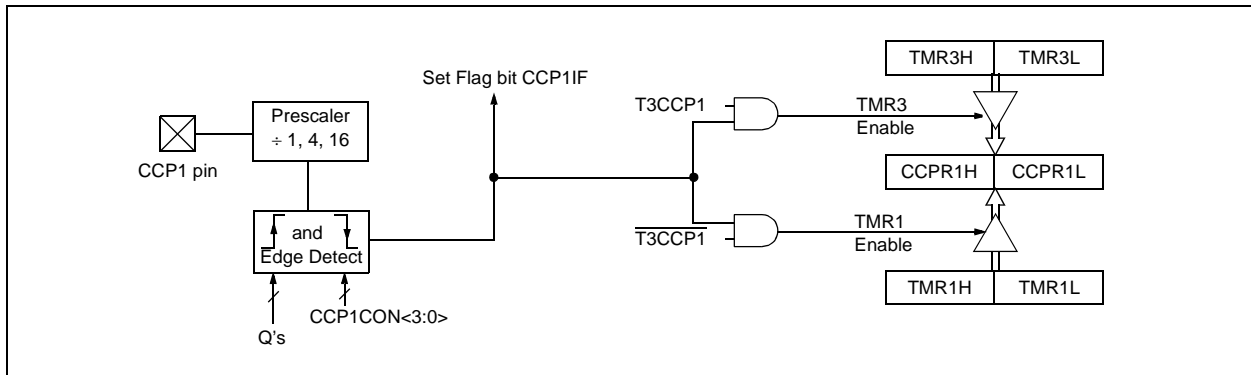 TMR3H TMR3L
Set Flag bit CCP1IF
Prescaler
÷ 1, 4, 16
T3CCP1
TMR3
Enable
CCP1 pin
CCPR1H CCPR1L
and
Edge Detect
T3CCP1
TMR1
Enable
TMR1H TMR1L
CCP1CON<3:0>
Q's